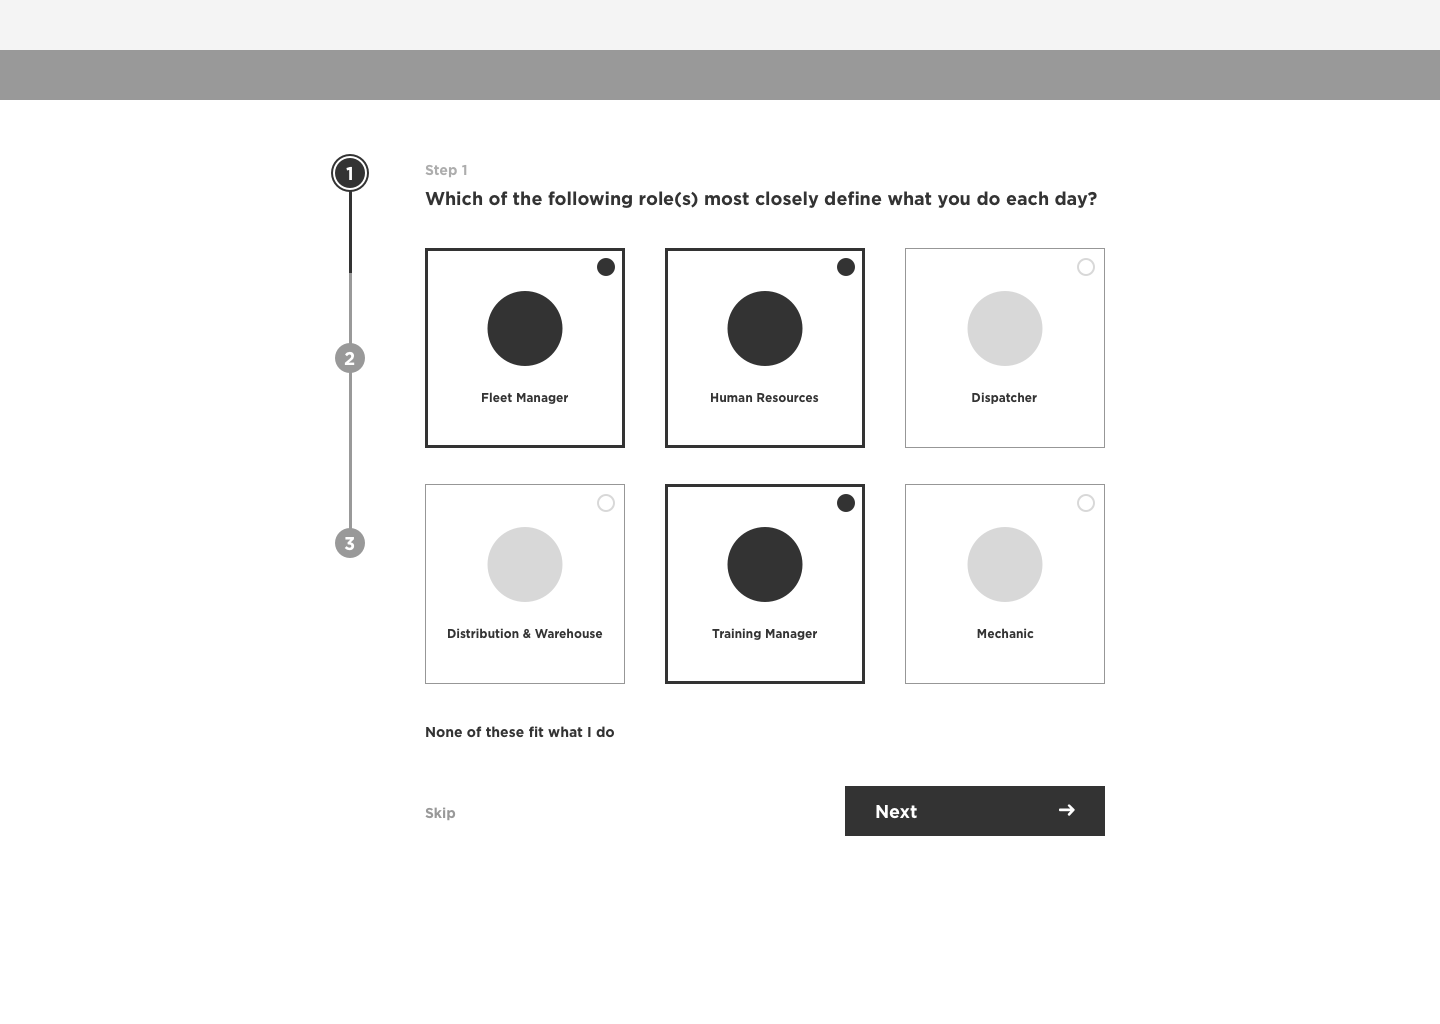 1
Step 1
Which of the following role(s) most closely define what you do each day?
Fleet Manager
Human Resources
Dispatcher
2
3
Distribution & Warehouse
Training Manager
Mechanic
None of these fit what I do
Skip
Next →